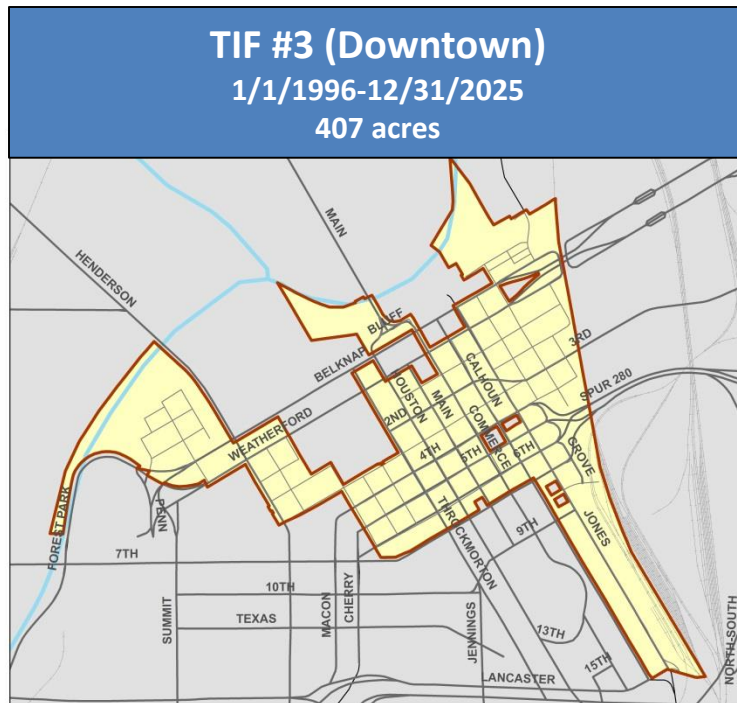 TIF #3 (Downtown)
1/1/1996-12/31/2025
407 acres
MAIN
HENDERSON
BLUFF
BELKNAP
3RD
CALHOUN
HOUSTON
WEATHERFORD
2ND
MAIN
SPUR 280
COMMERCE
4TH
5TH
6TH
GROVE
FOREST PARK
PENN
THROCKMORTON
9TH
JONES
7TH
10TH
SUMMIT
TEXAS
MACON
CHERRY
JENNINGS
13TH
15TH
LANCASTER
NORTH-SOUTH